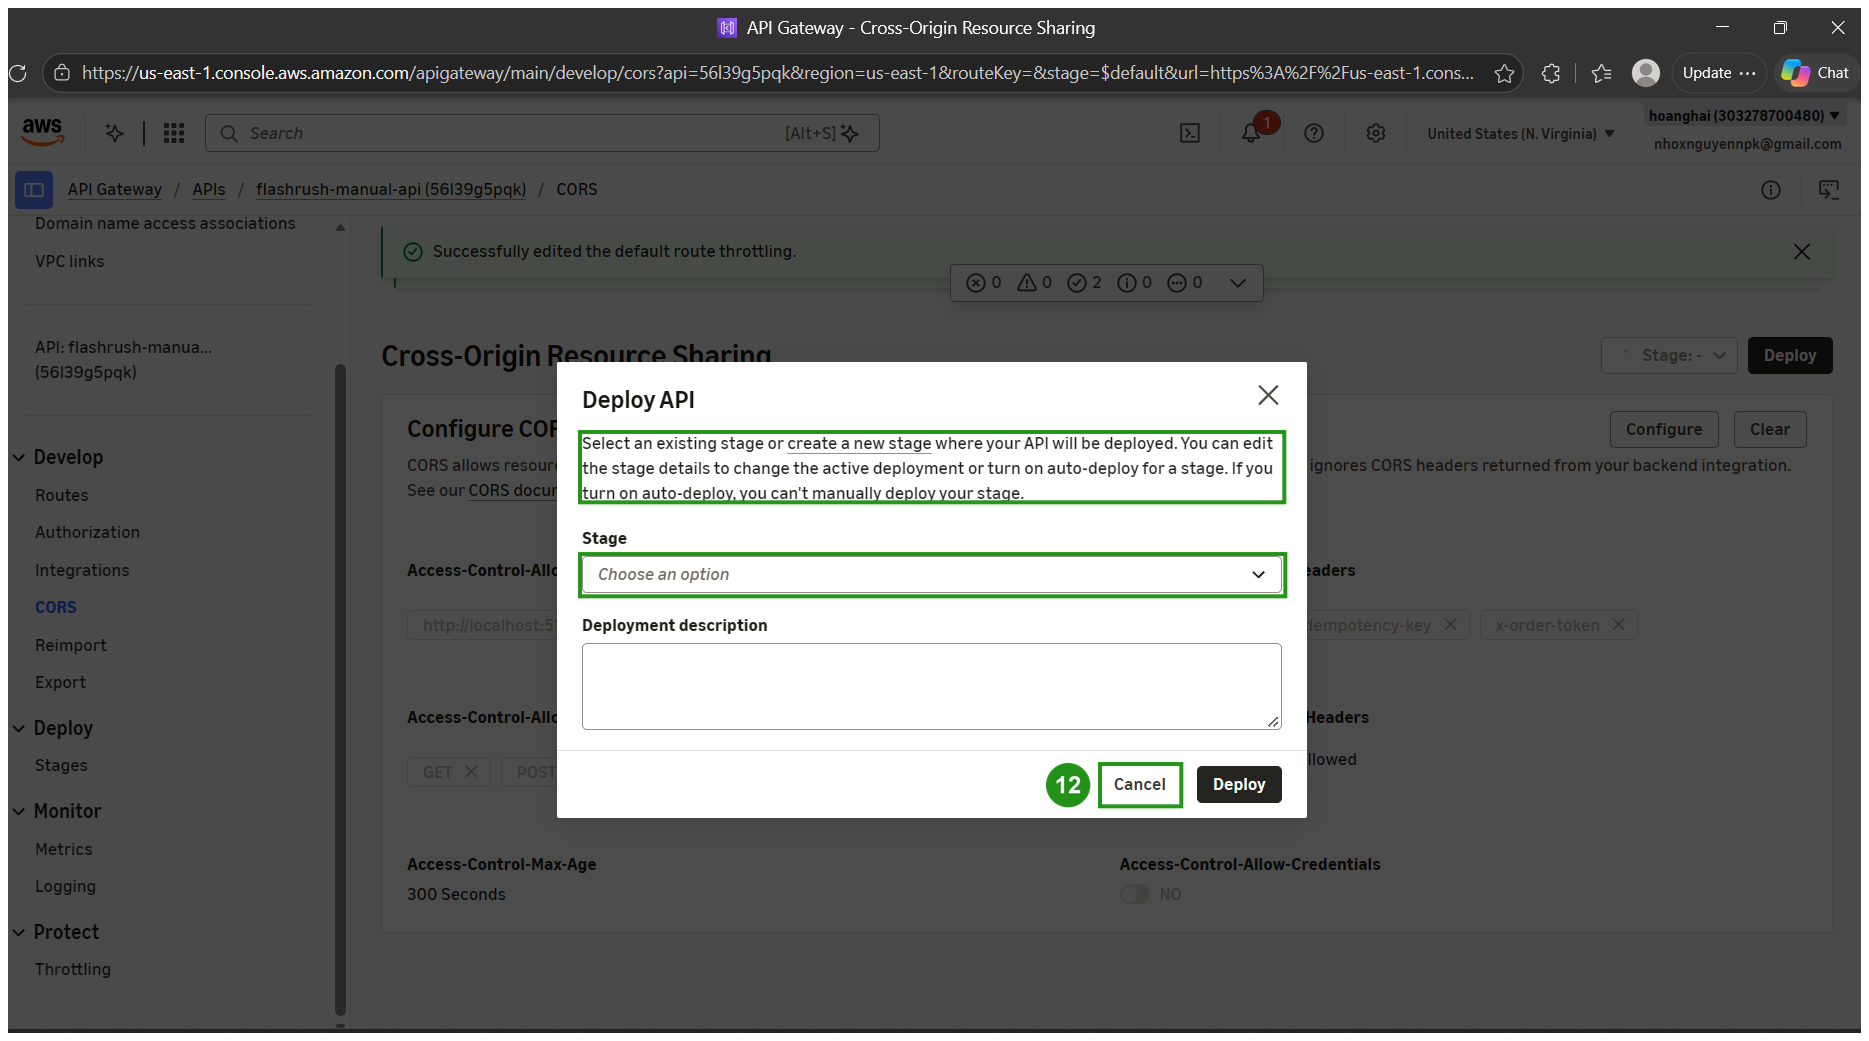 API Gateway - Cross-Origin Resource Sharing
https://us-east-1.console.aws.amazon.com/apigateway/main/develop/cors?api=56l39g5pqk&region=us-east-1&routeKey=&stage=$default&url=https%3A%2F%2Fus-east-1.cons...
Update
Chat
aws
Search
[Alt+S]
1
United States (N. Virginia)
hoanghai (303278700480)
nhoxnguyennpk@gmail.com
API Gateway / APIs / flashrush-manual-api (56l39g5pqk) / CORS
Domain name access associations
VPC links
API: flashrush-manua...
(56l39g5pqk)
Develop
Routes
Authorization
Integrations
CORS
Reimport
Export
Deploy
Stages
Monitor
Metrics
Logging
Protect
Throttling
Successfully edited the default route throttling.
0 0 2 0 0
Cross-Origin Resource Sharing
Stage: -
Deploy
Configure COR
Configure
Clear
CORS allows resour
ignores CORS headers returned from your backend integration.
See our CORS docum
Access-Control-Allo
eaders
http://localhost:51
dempotency-key
x-order-token
Access-Control-Allo
Headers
GET
POST
llowed
Access-Control-Max-Age
300 Seconds
Access-Control-Allow-Credentials
NO
Deploy API
Select an existing stage or create a new stage where your API will be deployed. You can edit
the stage details to change the active deployment or turn on auto-deploy for a stage. If you
turn on auto-deploy, you can't manually deploy your stage.
Stage
Choose an option
Deployment description
12
Cancel
Deploy